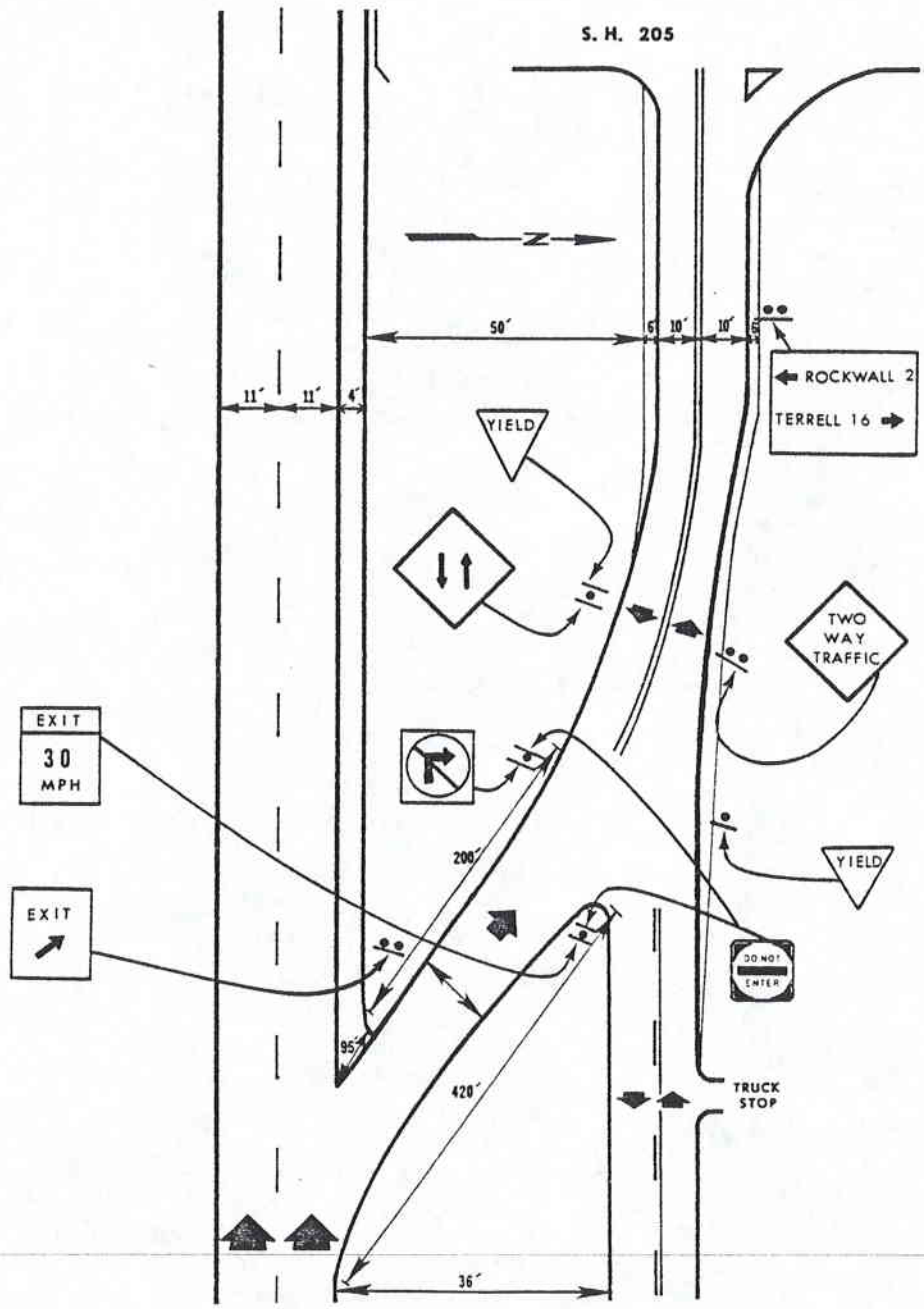 S. H. 205
N
50´
6´
10´
10´
6
11´
11´
4´
← ROCKWALL 2
TERRELL 16 →
YIELD
TWO
WAY
TRAFFIC
EXIT
30
MPH
200´
YIELD
EXIT
DO NOT
ENTER
95´
420´
TRUCK
STOP
36´